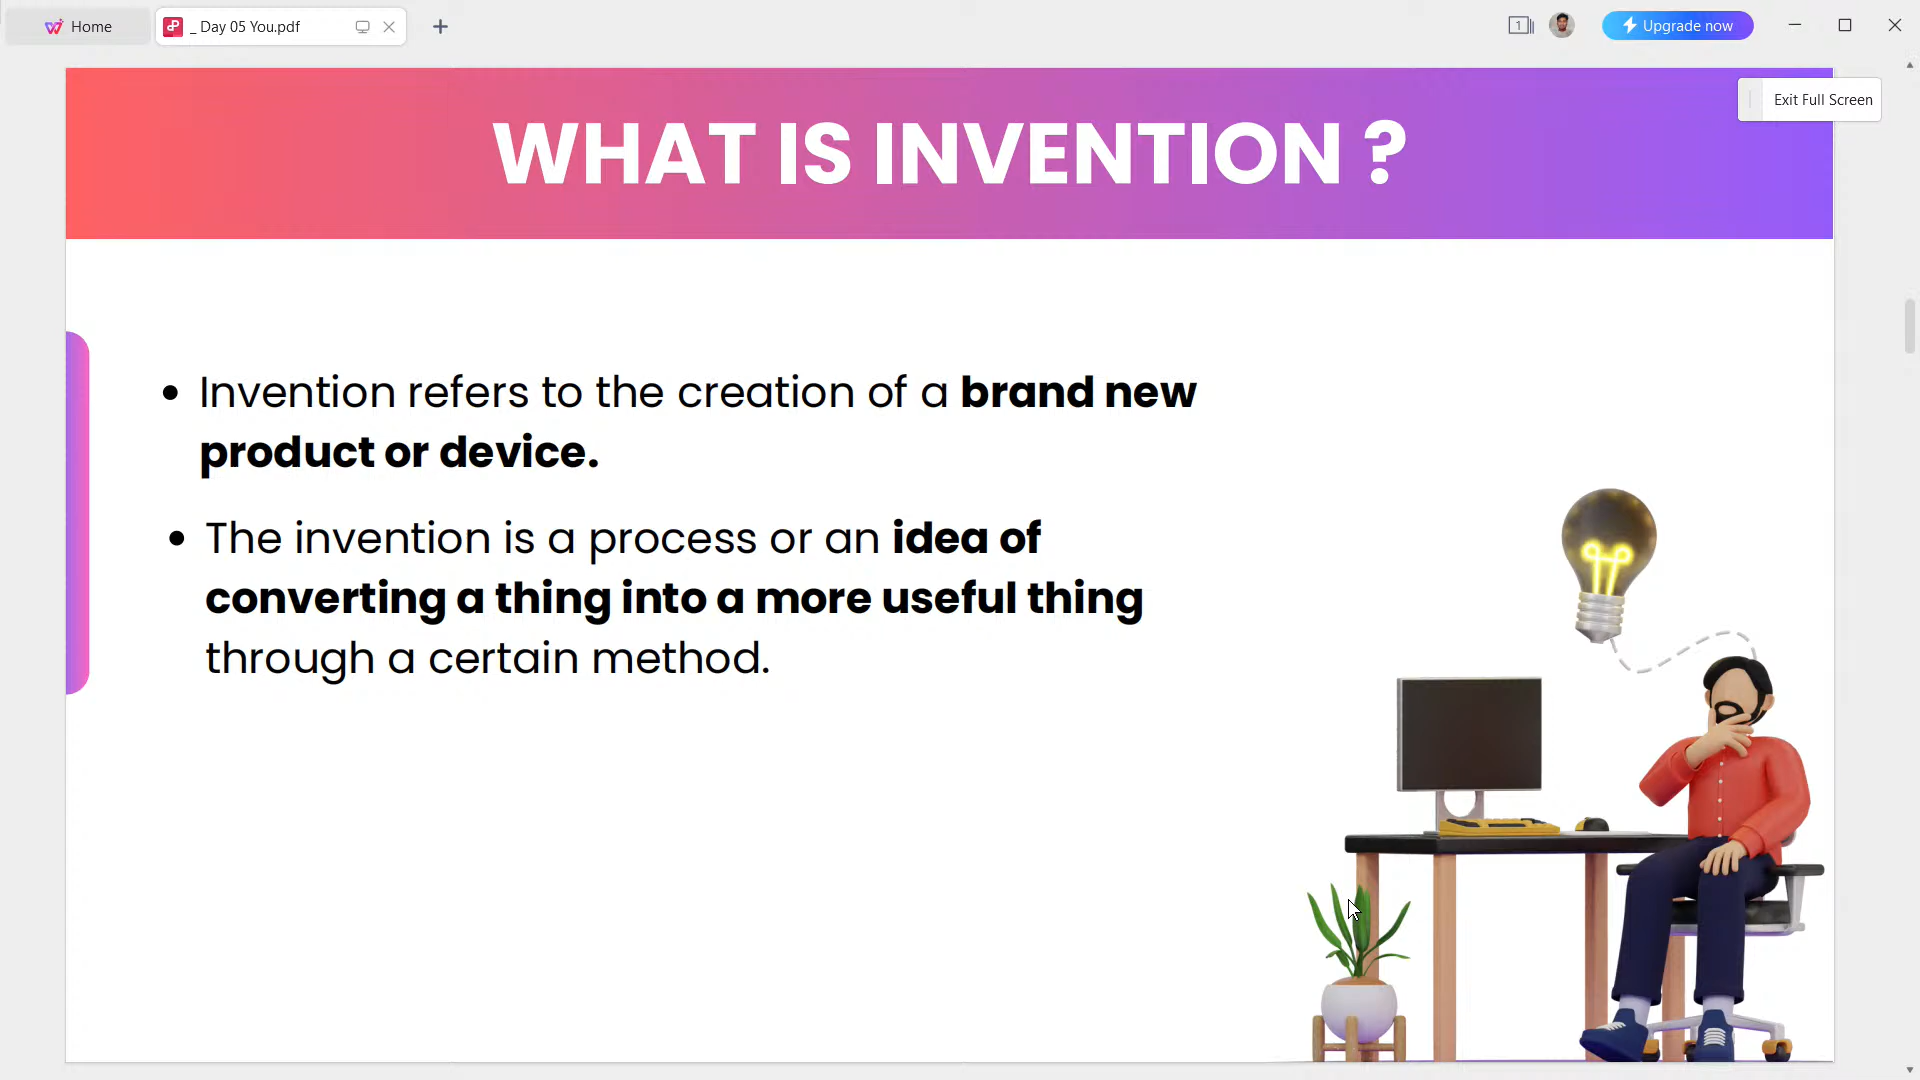 Home
_ Day 05 You.pdf
1
Upgrade now
Exit Full Screen
WHAT IS INVENTION ?
• Invention refers to the creation of a brand new
product or device.
• The invention is a process or an idea of
converting a thing into a more useful thing
through a certain method.